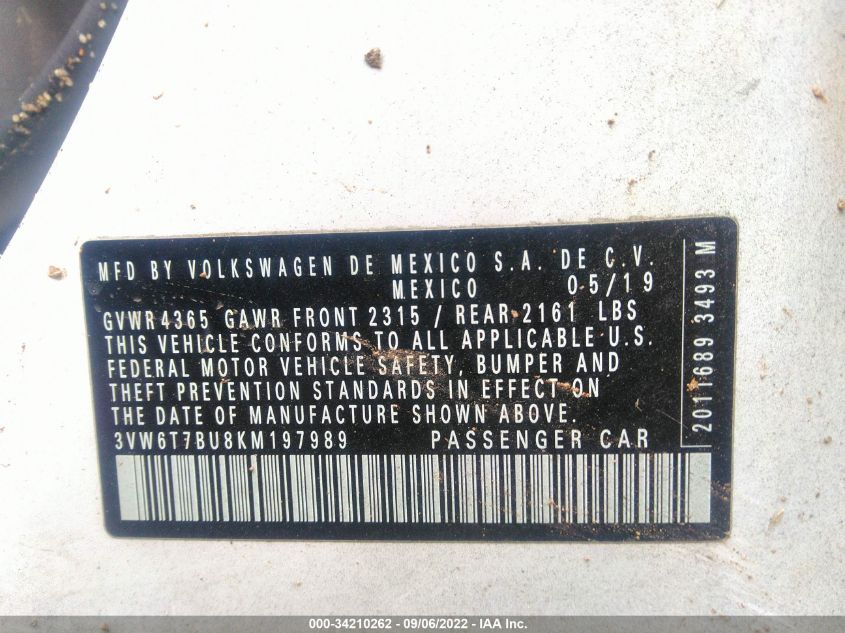 MFD BY VOLKSWAGEN DE MEXICO S.A. DE C.V.
MEXICO 05/19
GVWR 4365 GAWR FRONT 2315 / REAR 2161 LBS
THIS VEHICLE CONFORMS TO ALL APPLICABLE U.S.
FEDERAL MOTOR VEHICLE SAFETY, BUMPER AND
THEFT PREVENTION STANDARDS IN EFFECT ON
THE DATE OF MANUFACTURE SHOWN ABOVE.
3VW6T7BU8KM197989 PASSENGER CAR
2011689 3493 M
000-34210262 - 09/06/2022 - IAA Inc.